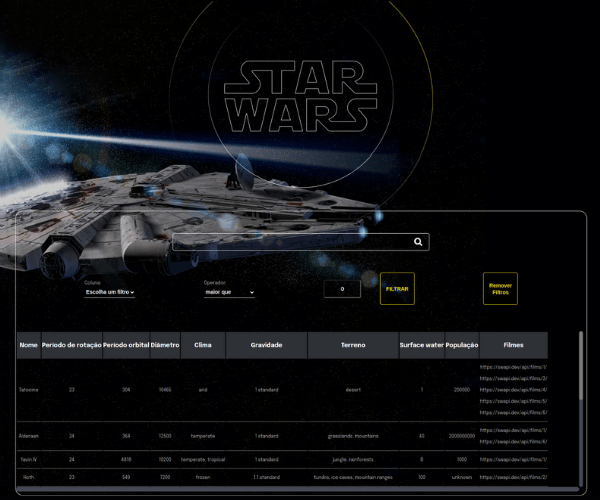 STAR
WARS
Coluna Operador
Escolha um filtro maior que 0 FILTRAR Remover
Filtros
Nome Período de rotação Período orbital Diâmetro Clima Gravidade Terreno Surface water População Filmes
https://swapi.dev/api/films/1/
https://swapi.dev/api/films/3/
Tatooine 23 304 10465 arid 1 standard desert 1 200000 https://swapi.dev/api/films/4/
https://swapi.dev/api/films/5/
https://swapi.dev/api/films/6/
Alderaan 24 364 12500 temperate 1 standard grasslands, mountains 40 2000000000 https://swapi.dev/api/films/1/
https://swapi.dev/api/films/6/
Yavin IV 24 4818 10200 temperate, tropical 1 standard jungle, rainforests 8 1000 https://swapi.dev/api/films/1/
Hoth 23 549 7200 frozen 1.1 standard tundra, ice caves, mountain ranges 100 unknown https://swapi.dev/api/films/2/